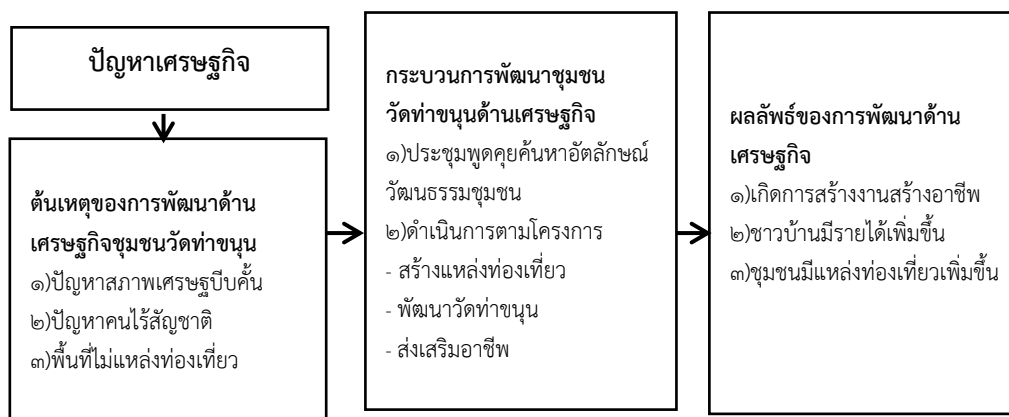 ปัญหาเศรษฐกิจ
ต้นเหตุของการพัฒนาด้าน
เศรษฐกิจชุมชนวัดท่าขนุน
๑)ปัญหาสภาพเศรษฐบีบคั้น
๒)ปัญหาคนไร้สัญชาติ
๓)พื้นที่ไม่แหล่งท่องเที่ยว
กระบวนการพัฒนาชุมชน
วัดท่าขนุนด้านเศรษฐกิจ
๑)ประชุมพูดคุยค้นหาอัตลักษณ์
วัฒนธรรมชุมชน
๒)ดำเนินการตามโครงการ
- สร้างแหล่งท่องเที่ยว
- พัฒนาวัดท่าขนุน
- ส่งเสริมอาชีพ
ผลลัพธ์ของการพัฒนาด้าน
เศรษฐกิจ
๑)เกิดการสร้างงานสร้างอาชีพ
๒)ชาวบ้านมีรายได้เพิ่มขึ้น
๓)ชุมชนมีแหล่งท่องเที่ยวเพิ่มขึ้น